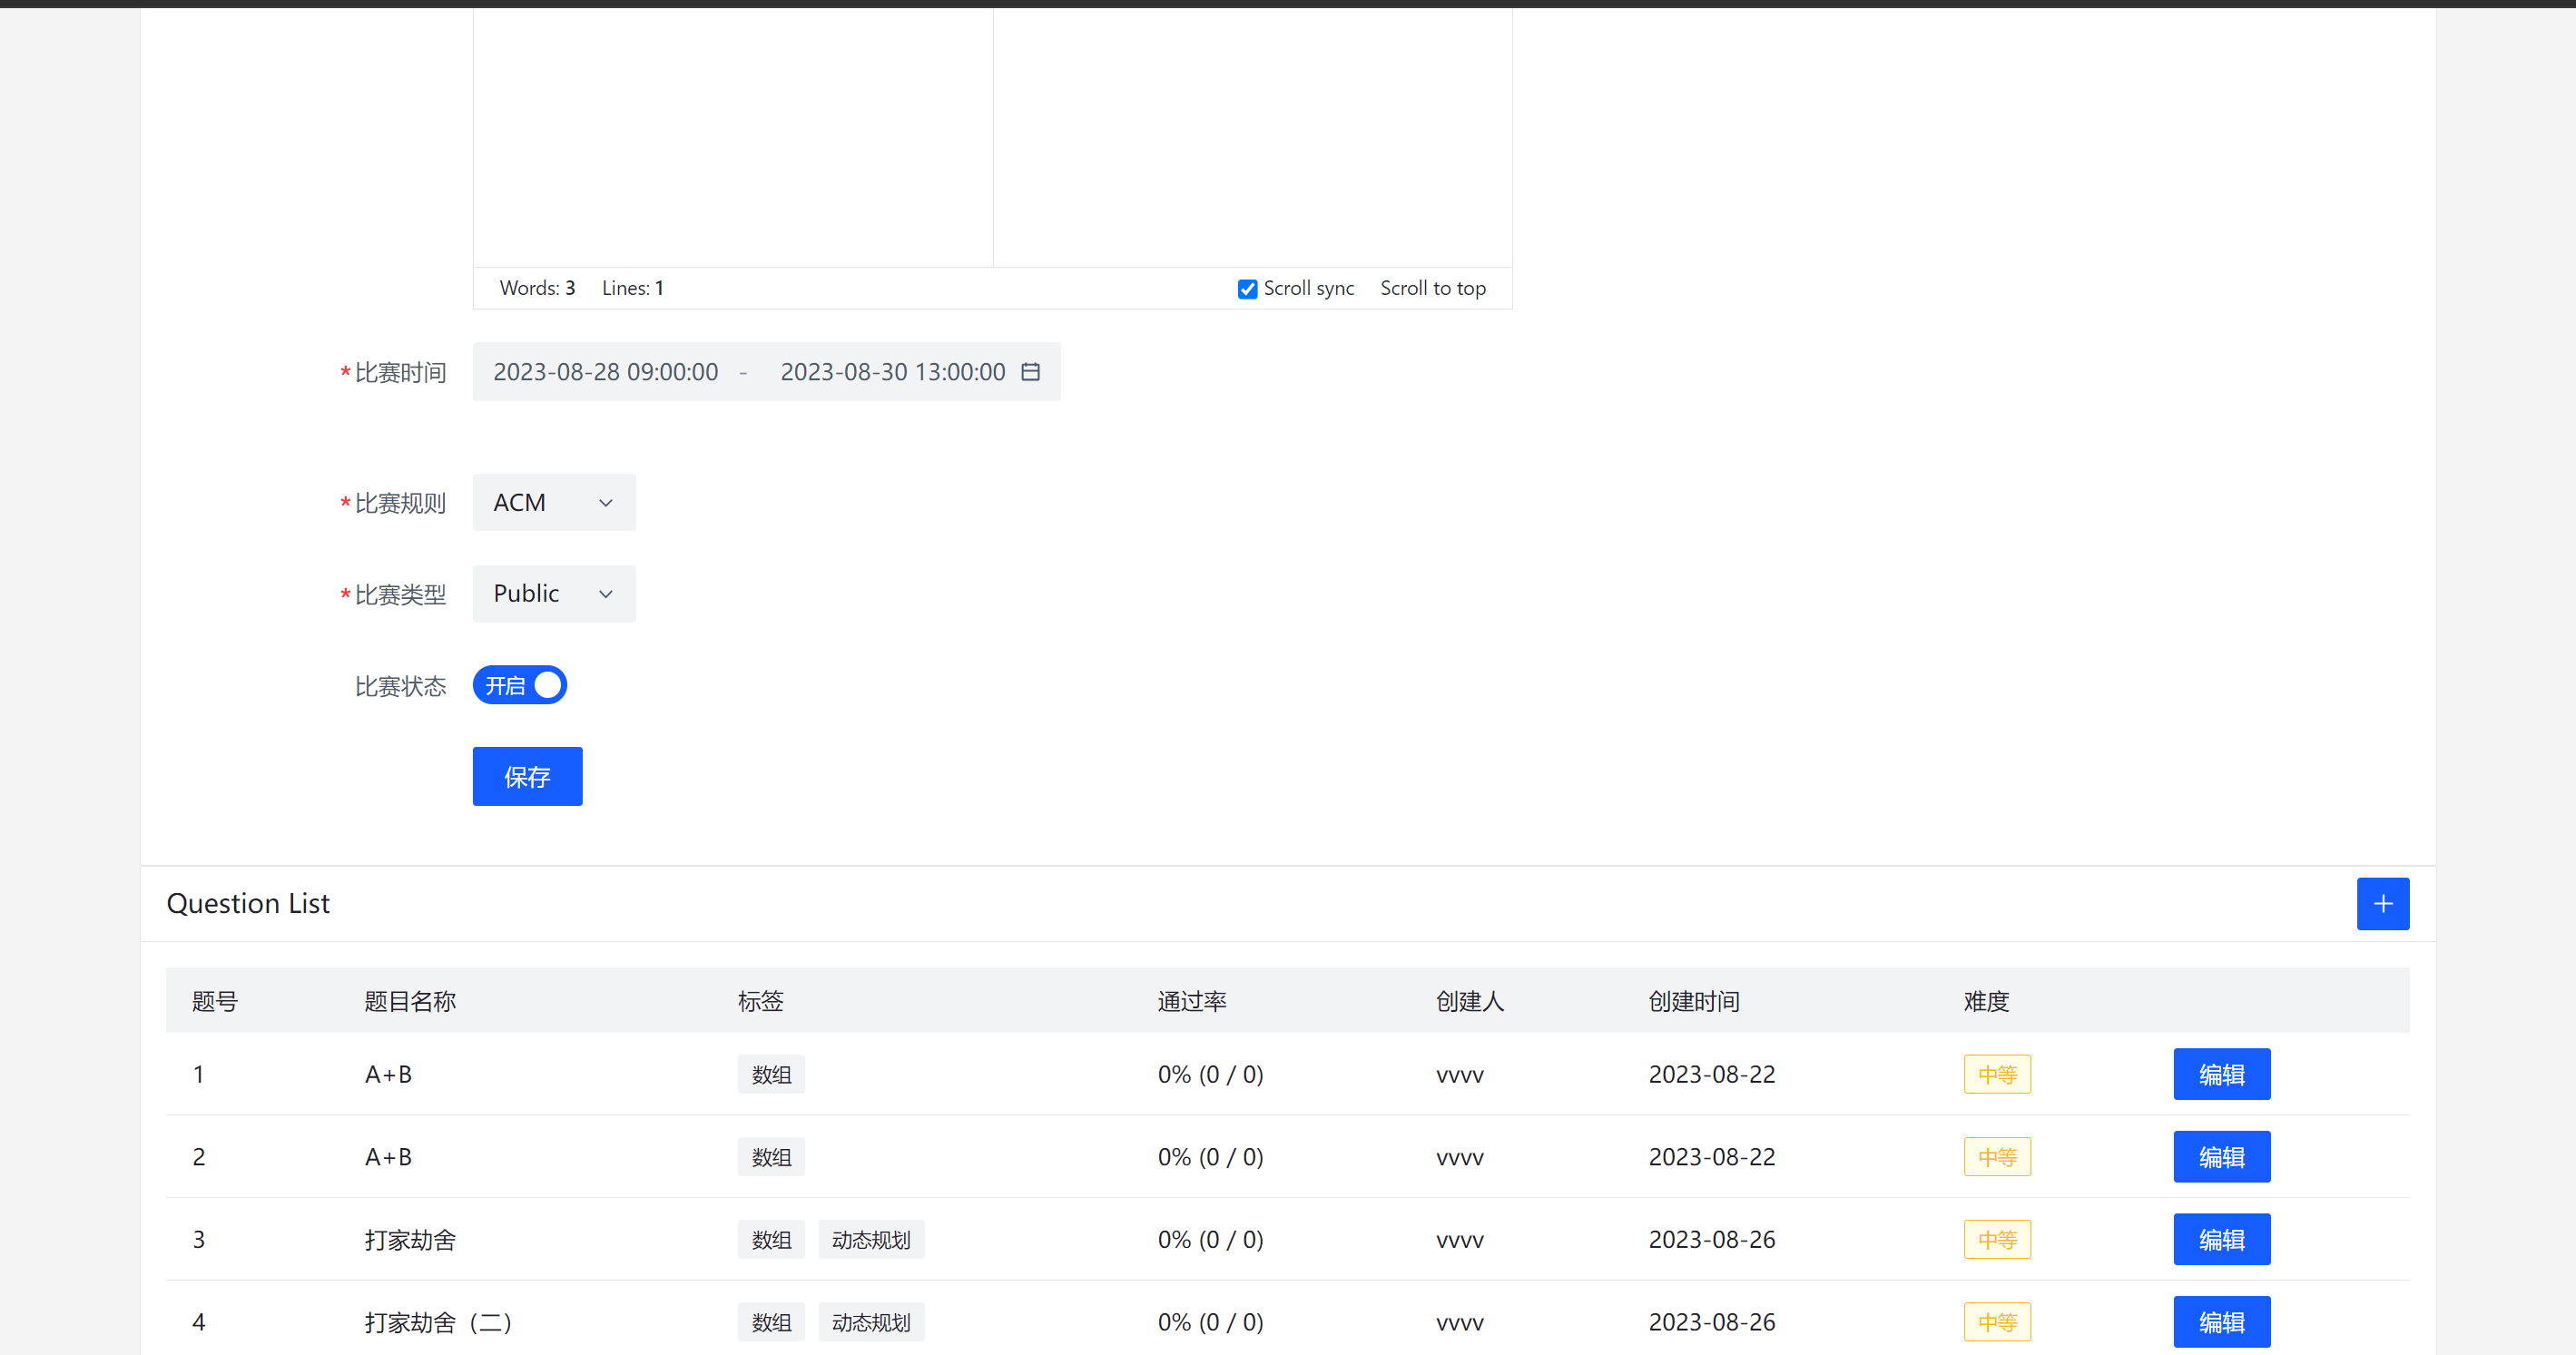 Words: 3 Lines: 1 Scroll sync Scroll to top
*比赛时间 2023-08-28 09:00:00 - 2023-08-30 13:00:00
*比赛规则 ACM
*比赛类型 Public
比赛状态 开启
保存
Question List
题号 题目名称 标签 通过率 创建人 创建时间 难度
1 A+B 数组 0% (0 / 0) vvvv 2023-08-22 中等 编辑
2 A+B 数组 0% (0 / 0) vvvv 2023-08-22 中等 编辑
3 打家劫舍 数组 动态规划 0% (0 / 0) vvvv 2023-08-26 中等 编辑
4 打家劫舍（二） 数组 动态规划 0% (0 / 0) vvvv 2023-08-26 中等 编辑